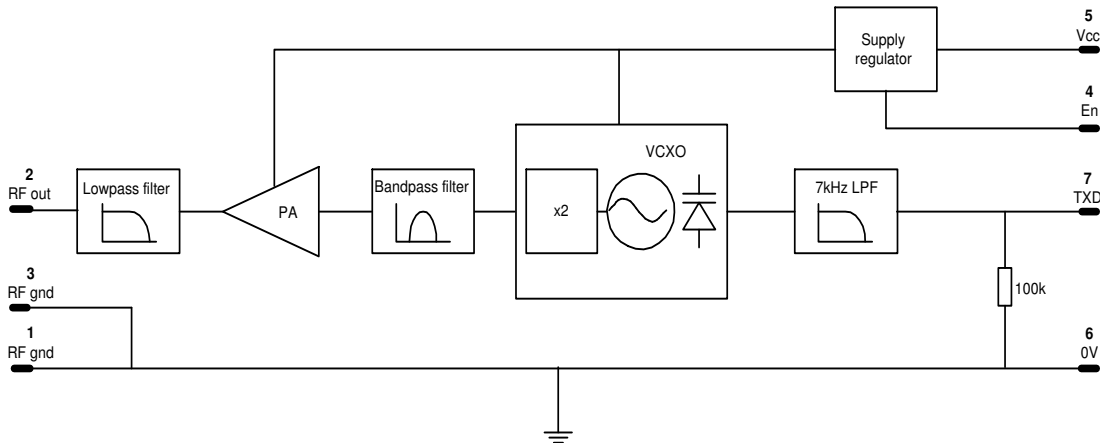 5
Vcc
Supply
regulator
4
En
VCXO
2
RF out
Lowpass filter
PA
Bandpass filter
x2
7kHz LPF
7
TXD
3
RF gnd
100k
1
RF gnd
6
0V